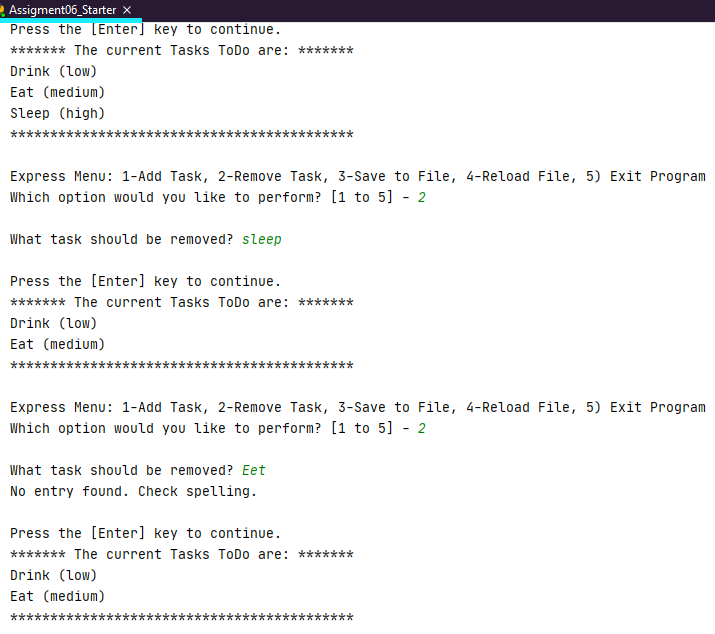 Assigment06_Starter ×
Press the [Enter] key to continue.
******* The current Tasks ToDo are: *******
Drink (low)
Eat (medium)
Sleep (high)
*******************************************
Express Menu: 1-Add Task, 2-Remove Task, 3-Save to File, 4-Reload File, 5) Exit Program
Which option would you like to perform? [1 to 5] - 2
What task should be removed? sleep
Press the [Enter] key to continue.
******* The current Tasks ToDo are: *******
Drink (low)
Eat (medium)
*******************************************
Express Menu: 1-Add Task, 2-Remove Task, 3-Save to File, 4-Reload File, 5) Exit Program
Which option would you like to perform? [1 to 5] - 2
What task should be removed? Eet
No entry found. Check spelling.
Press the [Enter] key to continue.
******* The current Tasks ToDo are: *******
Drink (low)
Eat (medium)
*******************************************